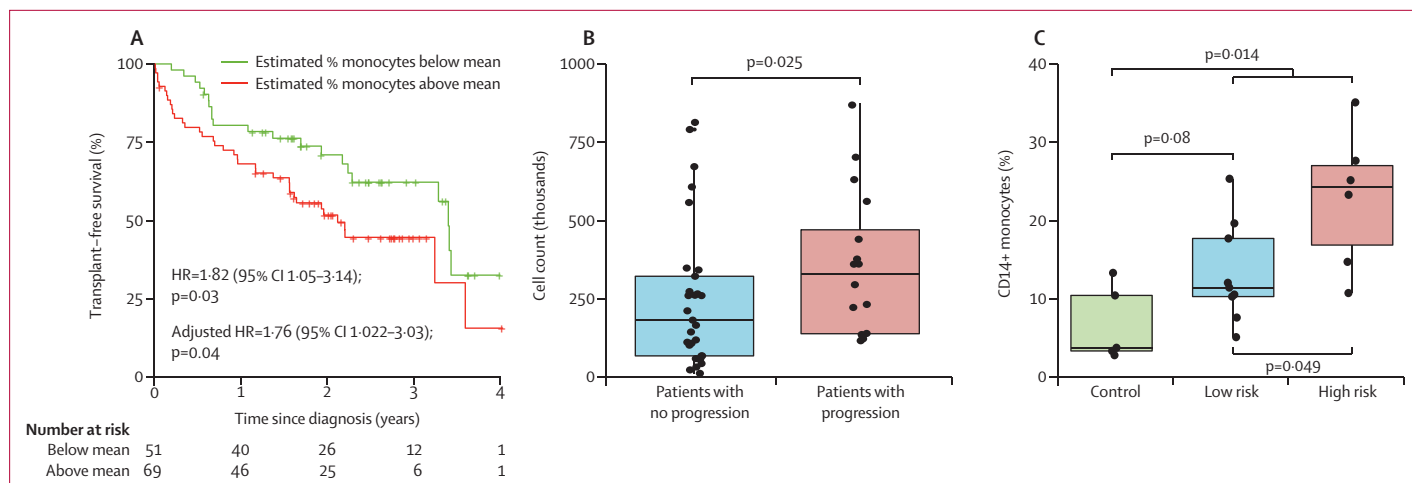 A
Estimated % monocytes below mean
Estimated % monocytes above mean
100
75
50
25
0
Transplant–free survival (%)
HR=1·82 (95% CI 1·05–3·14);
p=0·03
Adjusted HR=1·76 (95% CI 1·022–3·03);
p=0·04
0 1 2 3 4
Time since diagnosis (years)
Number at risk
Below mean 51 40 26 12 1
Above mean 69 46 25 6 1
B
p=0·025
1000
750
500
250
0
Cell count (thousands)
Patients with
no progression
Patients with
progression
C
p=0·014
p=0·08
p=0·049
40
30
20
10
0
CD14+ monocytes (%)
Control Low risk High risk